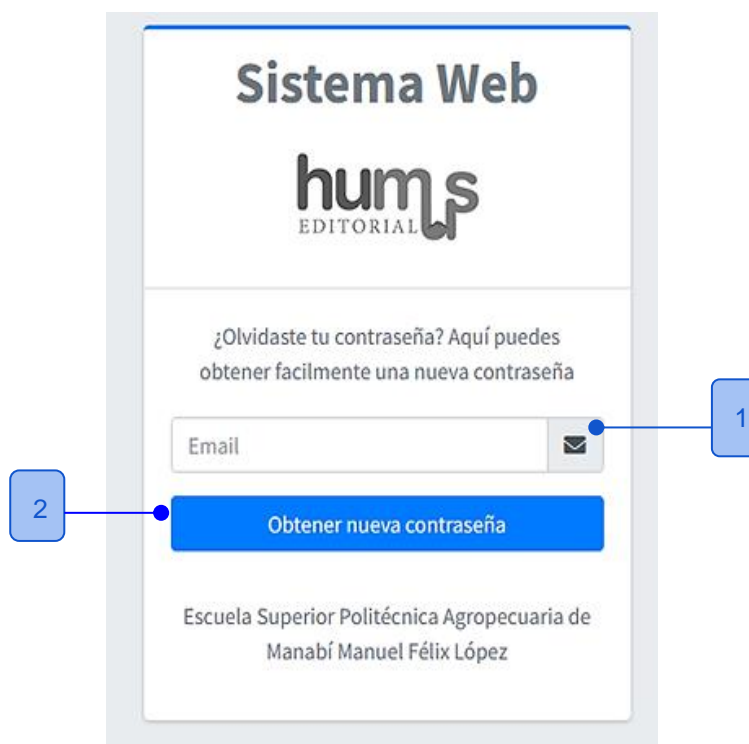 Sistema Web
humus
EDITORIAL
¿Olvidaste tu contraseña? Aquí puedes
obtener facilmente una nueva contraseña
Email
1
2
Obtener nueva contraseña
Escuela Superior Politécnica Agropecuaria de
Manabí Manuel Félix López